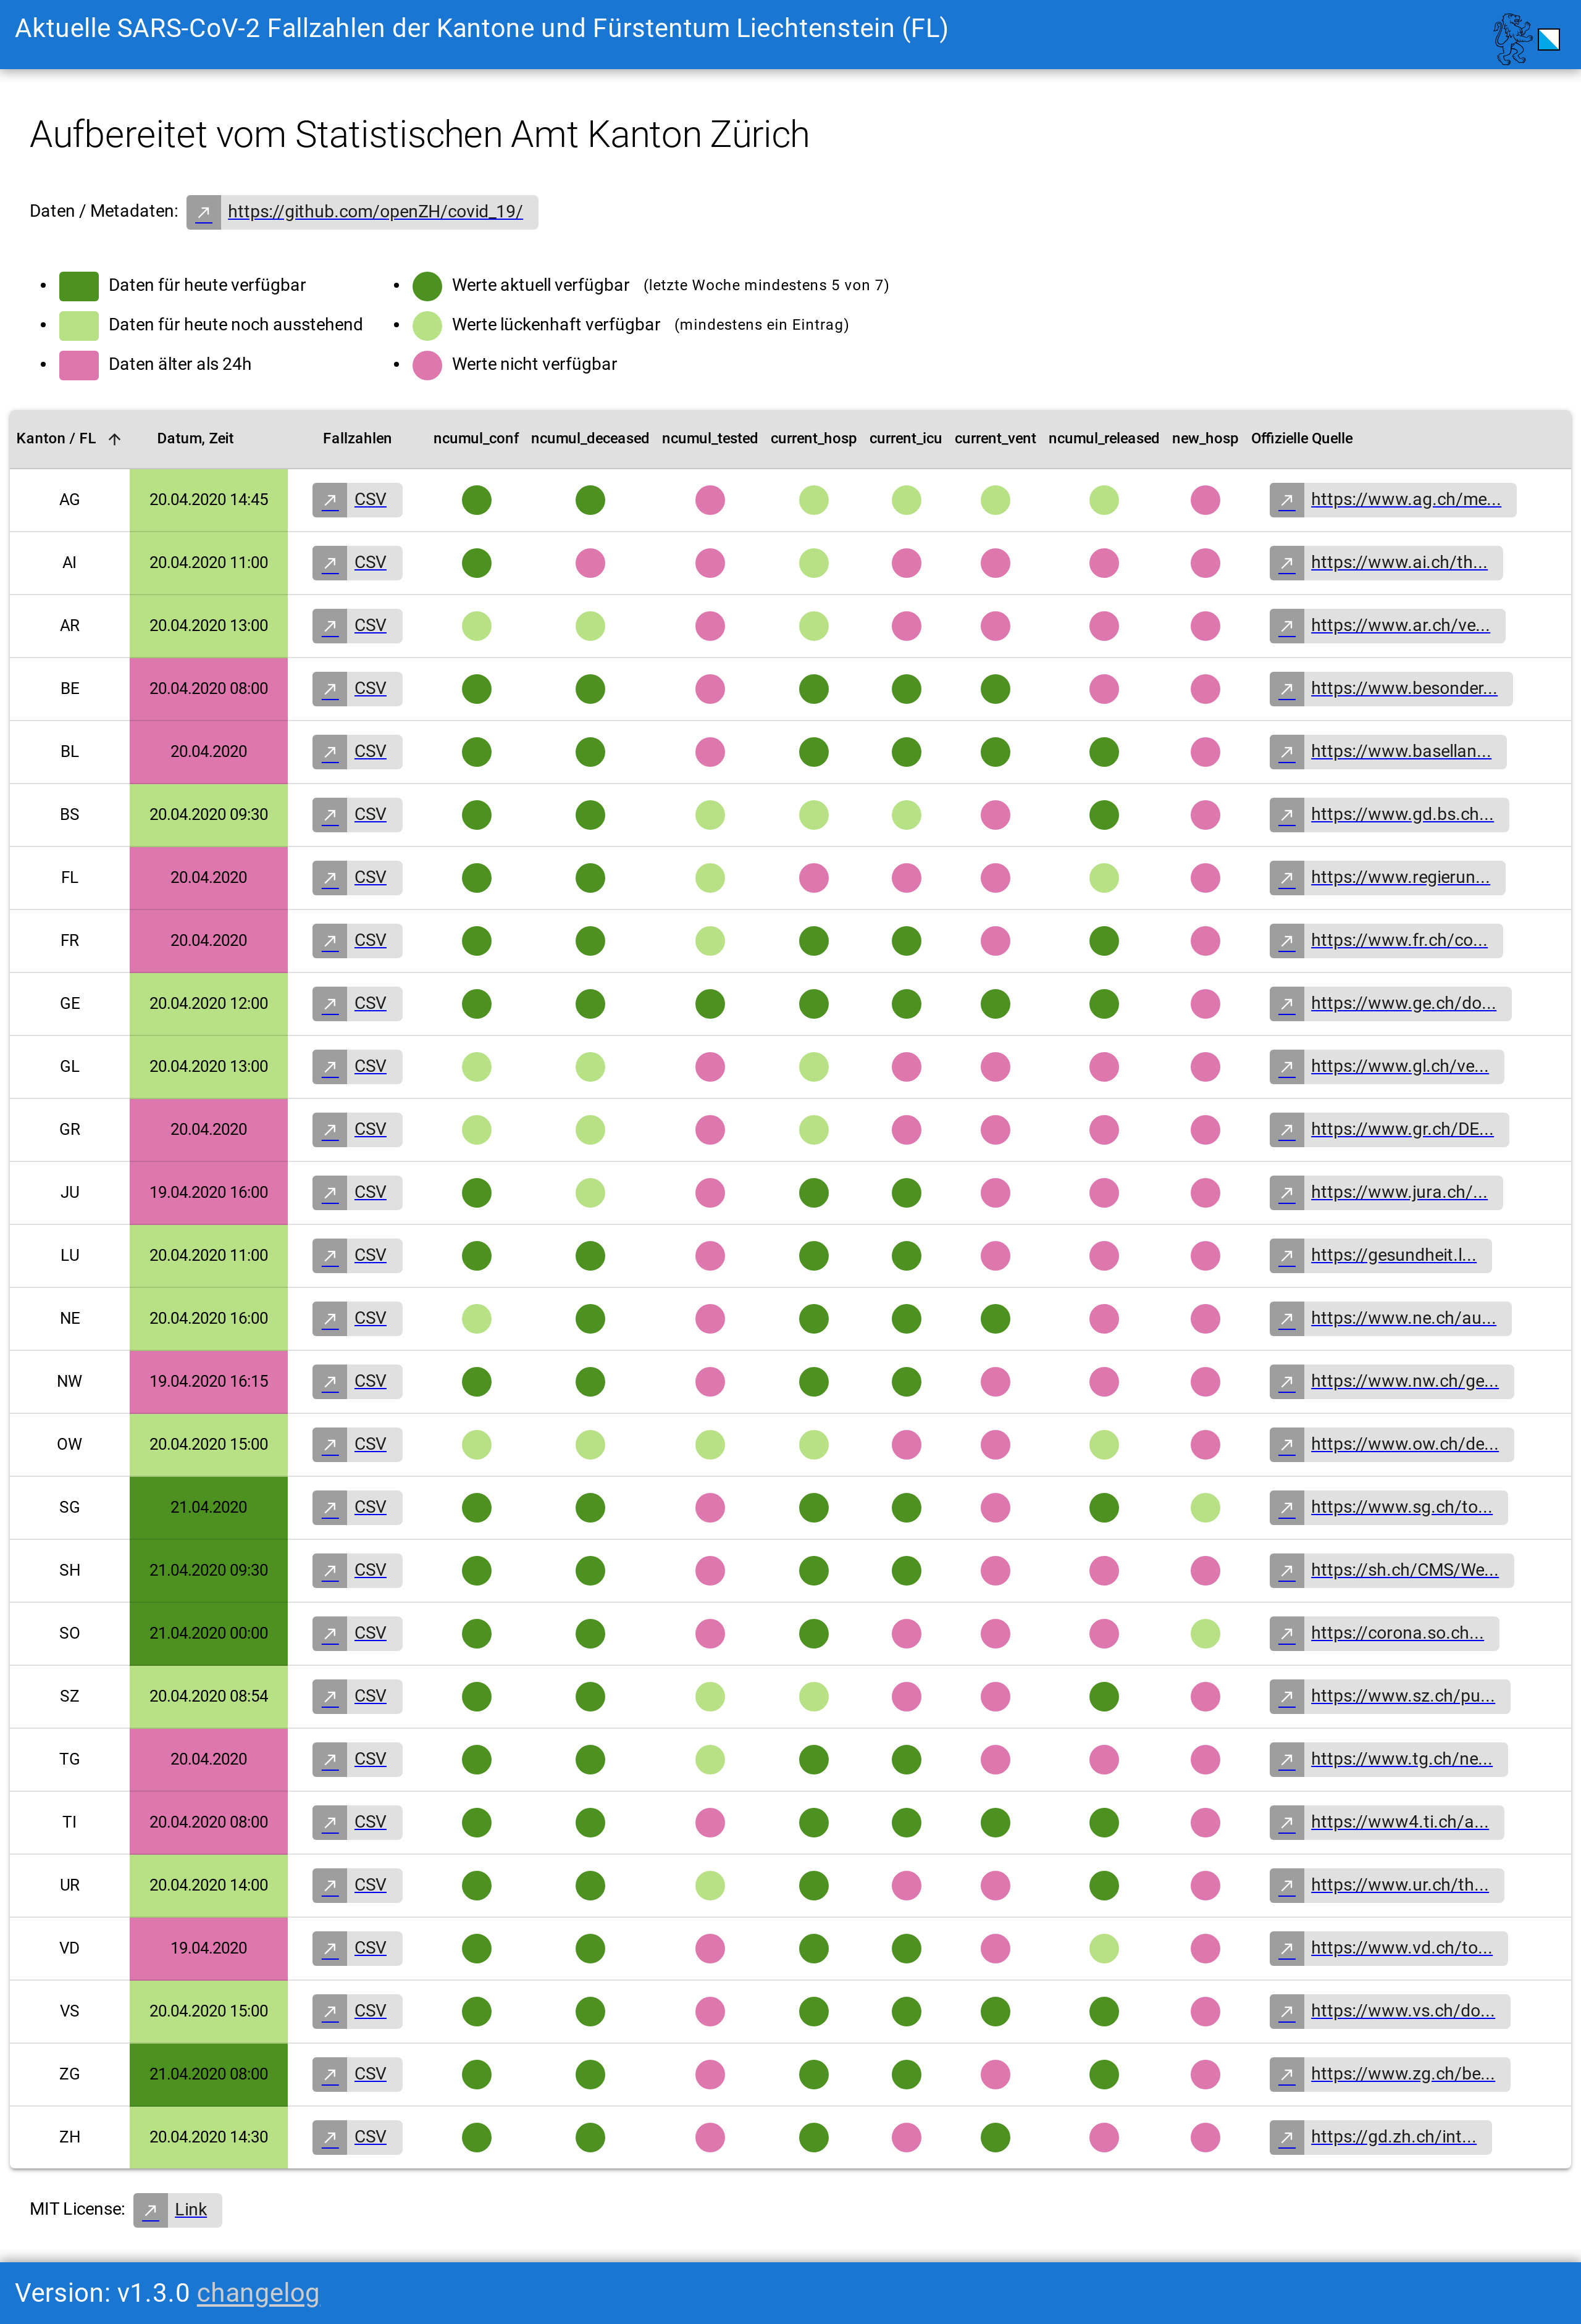 Aktuelle SARS-CoV-2 Fallzahlen der Kantone und Fürstentum Liechtenstein (FL)
Aufbereitet vom Statistischen Amt Kanton Zürich
Daten / Metadaten: https://github.com/openZH/covid_19/
Daten für heute verfügbar
Daten für heute noch ausstehend
Daten älter als 24h
Werte aktuell verfügbar (letzte Woche mindestens 5 von 7)
Werte lückenhaft verfügbar (mindestens ein Eintrag)
Werte nicht verfügbar
Kanton / FL Datum, Zeit Fallzahlen ncumul_conf ncumul_deceased ncumul_tested current_hosp current_icu current_vent ncumul_released new_hosp Offizielle Quelle
AG 20.04.2020 14:45 CSV https://www.ag.ch/me...
AI 20.04.2020 11:00 CSV https://www.ai.ch/th...
AR 20.04.2020 13:00 CSV https://www.ar.ch/ve...
BE 20.04.2020 08:00 CSV https://www.besonder...
BL 20.04.2020 CSV https://www.basellan...
BS 20.04.2020 09:30 CSV https://www.gd.bs.ch...
FL 20.04.2020 CSV https://www.regierun...
FR 20.04.2020 CSV https://www.fr.ch/co...
GE 20.04.2020 12:00 CSV https://www.ge.ch/do...
GL 20.04.2020 13:00 CSV https://www.gl.ch/ve...
GR 20.04.2020 CSV https://www.gr.ch/DE...
JU 19.04.2020 16:00 CSV https://www.jura.ch/...
LU 20.04.2020 11:00 CSV https://gesundheit.l...
NE 20.04.2020 16:00 CSV https://www.ne.ch/au...
NW 19.04.2020 16:15 CSV https://www.nw.ch/ge...
OW 20.04.2020 15:00 CSV https://www.ow.ch/de...
SG 21.04.2020 CSV https://www.sg.ch/to...
SH 21.04.2020 09:30 CSV https://sh.ch/CMS/We...
SO 21.04.2020 00:00 CSV https://corona.so.ch...
SZ 20.04.2020 08:54 CSV https://www.sz.ch/pu...
TG 20.04.2020 CSV https://www.tg.ch/ne...
TI 20.04.2020 08:00 CSV https://www4.ti.ch/a...
UR 20.04.2020 14:00 CSV https://www.ur.ch/th...
VD 19.04.2020 CSV https://www.vd.ch/to...
VS 20.04.2020 15:00 CSV https://www.vs.ch/do...
ZG 21.04.2020 08:00 CSV https://www.zg.ch/be...
ZH 20.04.2020 14:30 CSV https://gd.zh.ch/int...
MIT License: Link
Version: v1.3.0 changelog